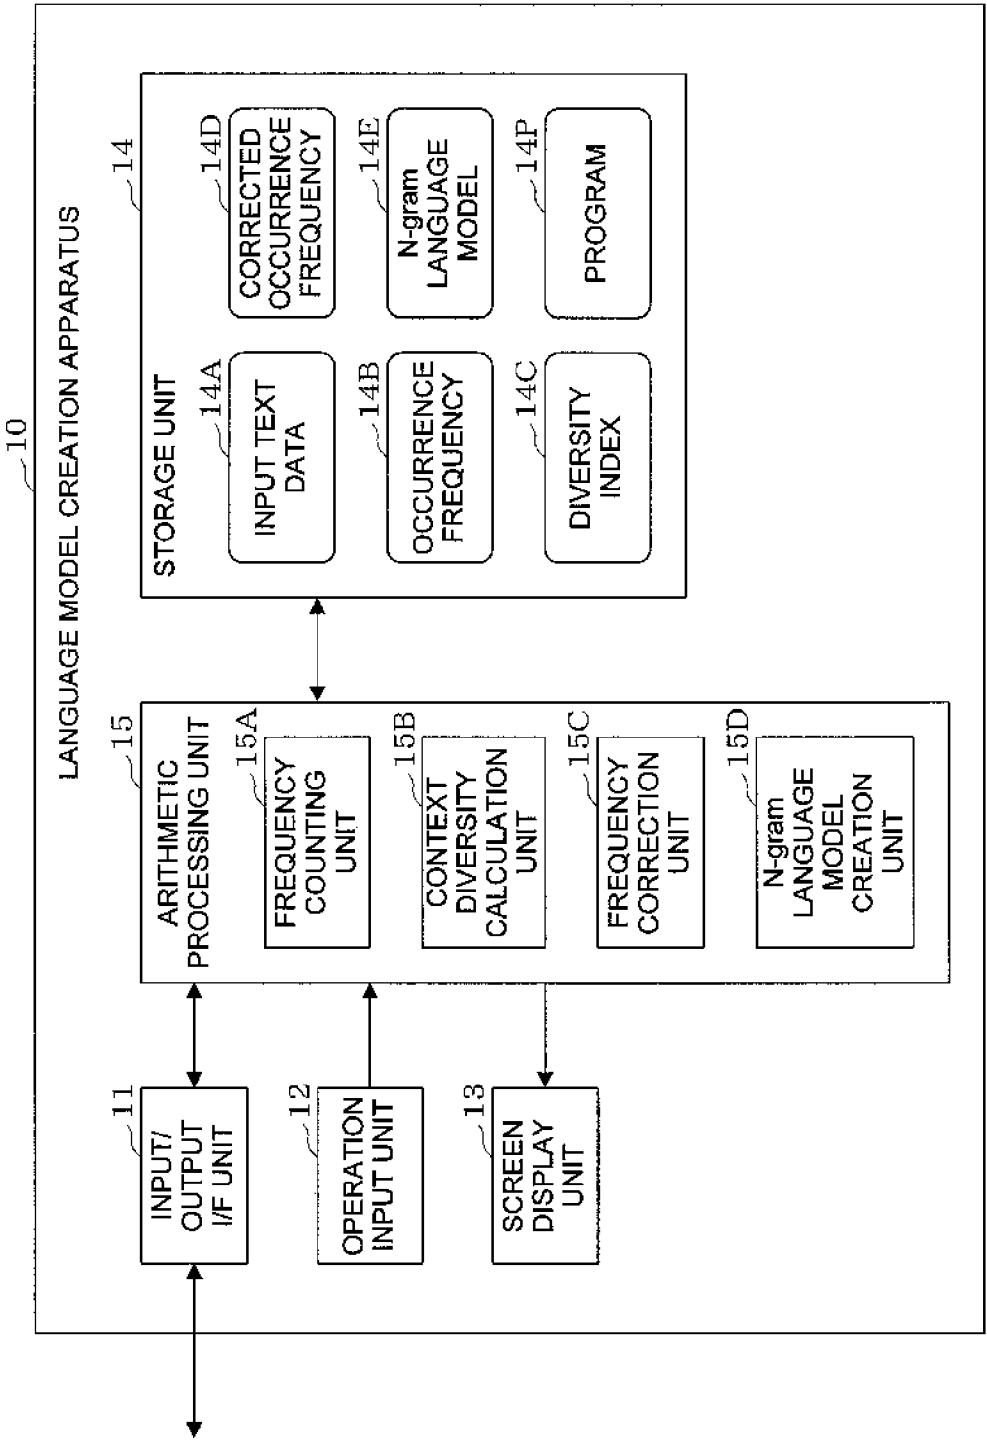 10
LANGUAGE MODEL CREATION APPARATUS
11
INPUT/
OUTPUT
I/F UNIT
12
OPERATION
INPUT UNIT
13
SCREEN
DISPLAY
UNIT
15
ARITHMETIC
PROCESSING UNIT
15A
FREQUENCY
COUNTING
UNIT
15B
CONTEXT
DIVERSITY
CALCULATION
UNIT
15C
FREQUENCY
CORRECTION
UNIT
15D
N-gram
LANGUAGE
MODEL
CREATION
UNIT
14
STORAGE UNIT
14A
INPUT TEXT
DATA
14D
CORRECTED
OCCURRENCE
FREQUENCY
14B
OCCURRENCE
FREQUENCY
14E
N-gram
LANGUAGE
MODEL
14C
DIVERSITY
INDEX
14P
PROGRAM